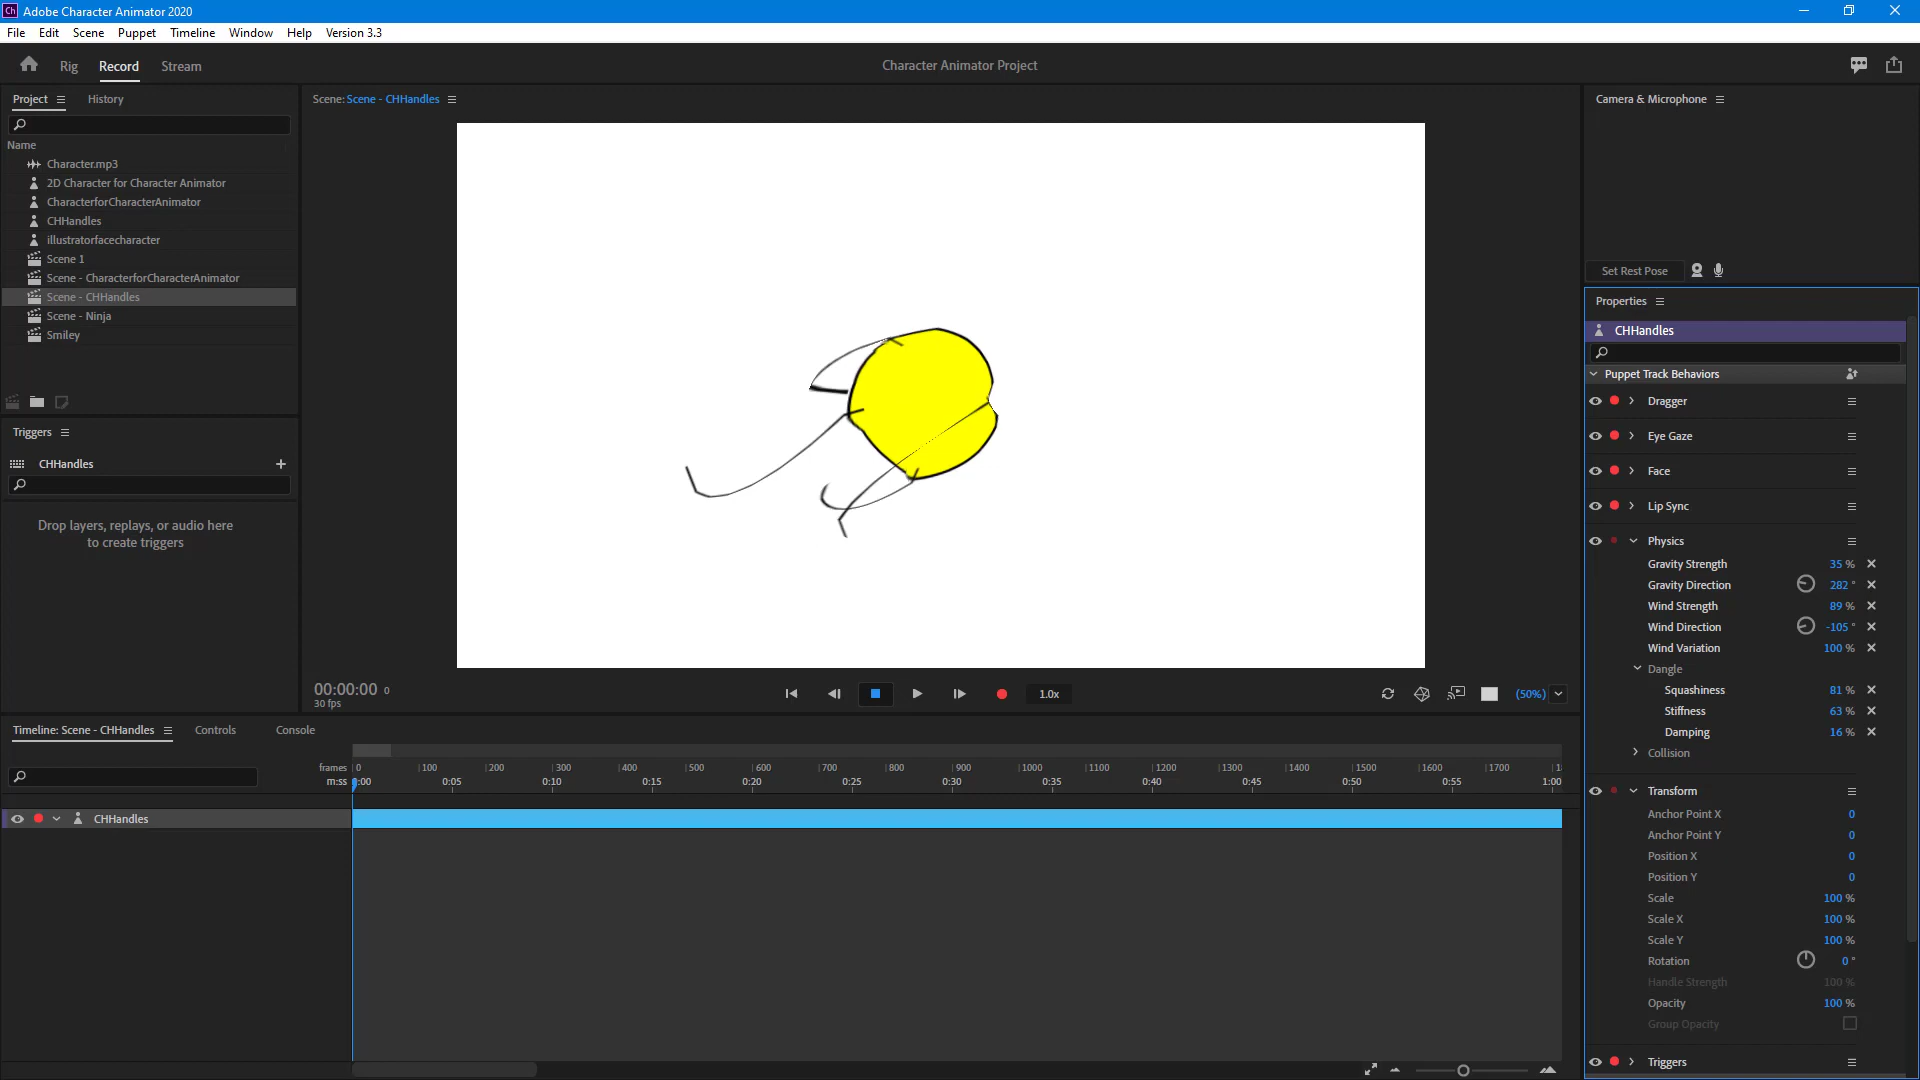 Ch Adobe Character Animator 2020
File Edit Scene Puppet Timeline Window Help Version 3.3
Rig Record Stream
Character Animator Project
Project History
Name
Character.mp3
2D Character for Character Animator
CharacterforCharacterAnimator
CHHandles
illustratorfacecharacter
Scene 1
Scene - CharacterforCharacterAnimator
Scene - CHHandles
Scene - Ninja
Smiley
Triggers
CHHandles +
Drop layers, replays, or audio here
to create triggers
Scene: Scene - CHHandles
00:00:00 0
30 fps
1.0x
(50%)
Camera & Microphone
Set Rest Pose
Properties
CHHandles
Puppet Track Behaviors
Dragger
Eye Gaze
Face
Lip Sync
Physics
Gravity Strength 35 %
Gravity Direction 282 °
Wind Strength 89 %
Wind Direction -105 °
Wind Variation 100 %
Dangle
Squashiness 81 %
Stiffness 63 %
Damping 16 %
Collision
Transform
Anchor Point X 0
Anchor Point Y 0
Position X 0
Position Y 0
Scale 100 %
Scale X 100 %
Scale Y 100 %
Rotation 0 °
Handle Strength 100 %
Opacity 100 %
Group Opacity
Triggers
Timeline: Scene - CHHandles Controls Console
frames 0 100 200 300 400 500 600 700 800 900 1000 1100 1200 1300 1400 1500 1600 1700
m:ss :00 0:05 0:10 0:15 0:20 0:25 0:30 0:35 0:40 0:45 0:50 0:55 1:00
CHHandles